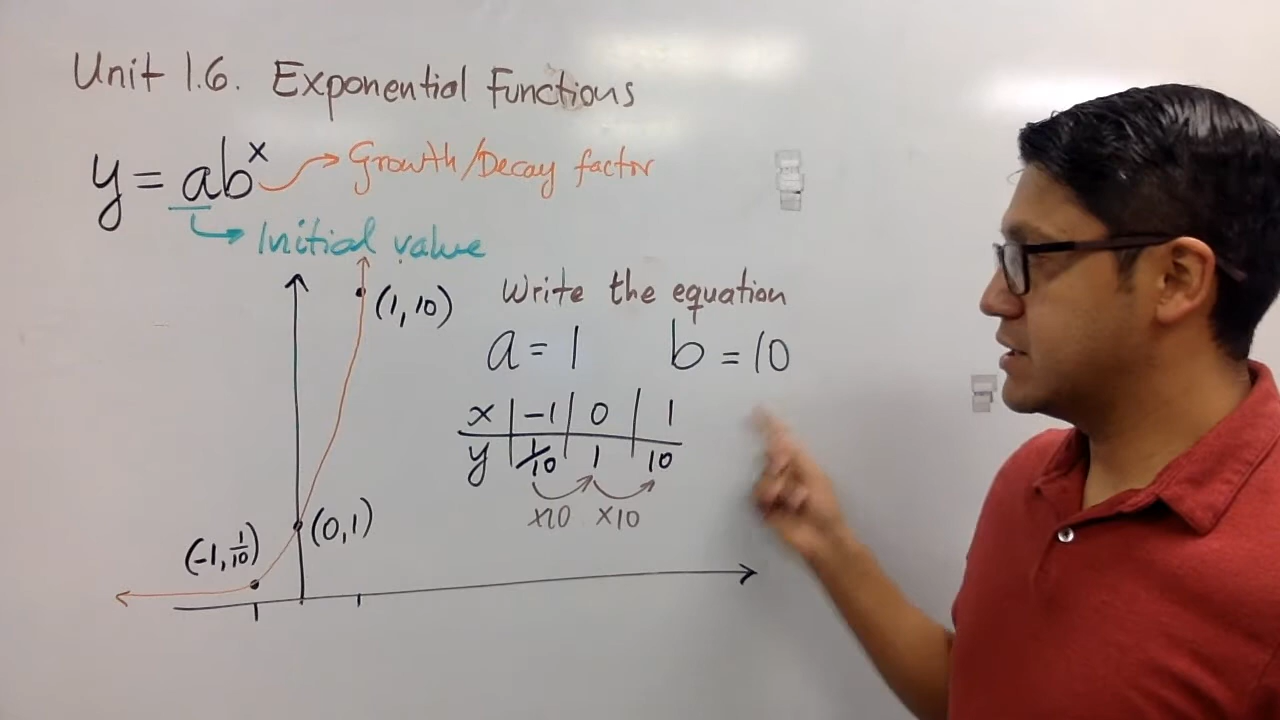 Unit 1.6. Exponential Functions
y = abˣ → Growth/Decay factor
Initial value
(1, 10)
Write the equation
a = 1 b = 10
x | -1 | 0 | 1
y | 1/10 | 1 | 10
x10 x10
(0, 1)
(-1, 1/10)